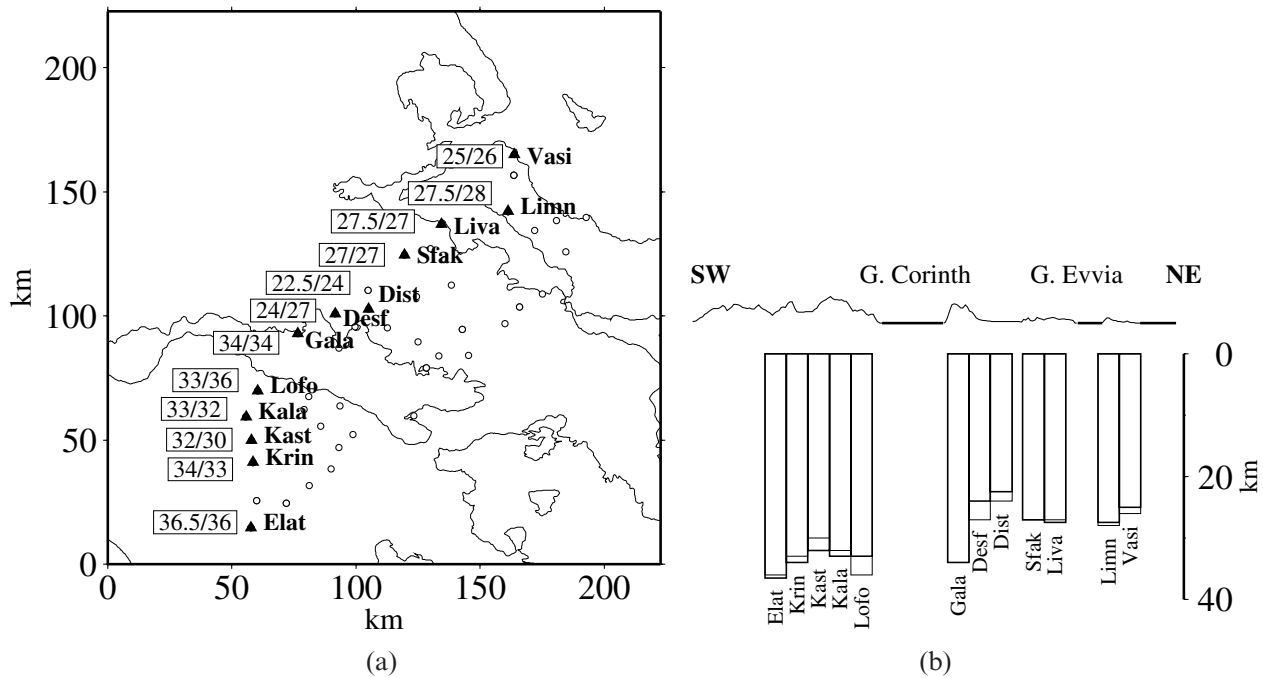 200
150
100
50
0
km
0
50
100
150
200
km
25/26
Vasi
27.5/28
Limn
27.5/27
Liva
27/27
Sfak
22.5/24
Dist
24/27
Desf
34/34
Gala
33/36
Lofo
33/32
Kala
32/30
Kast
34/33
Krin
36.5/36
Elat
(a)
SW
G. Corinth
G. Evvia
NE
0
20
40
km
Elat
Krin
Kast
Kala
Lofo
Gala
Desf
Dist
Sfak
Liva
Limn
Vasi
(b)